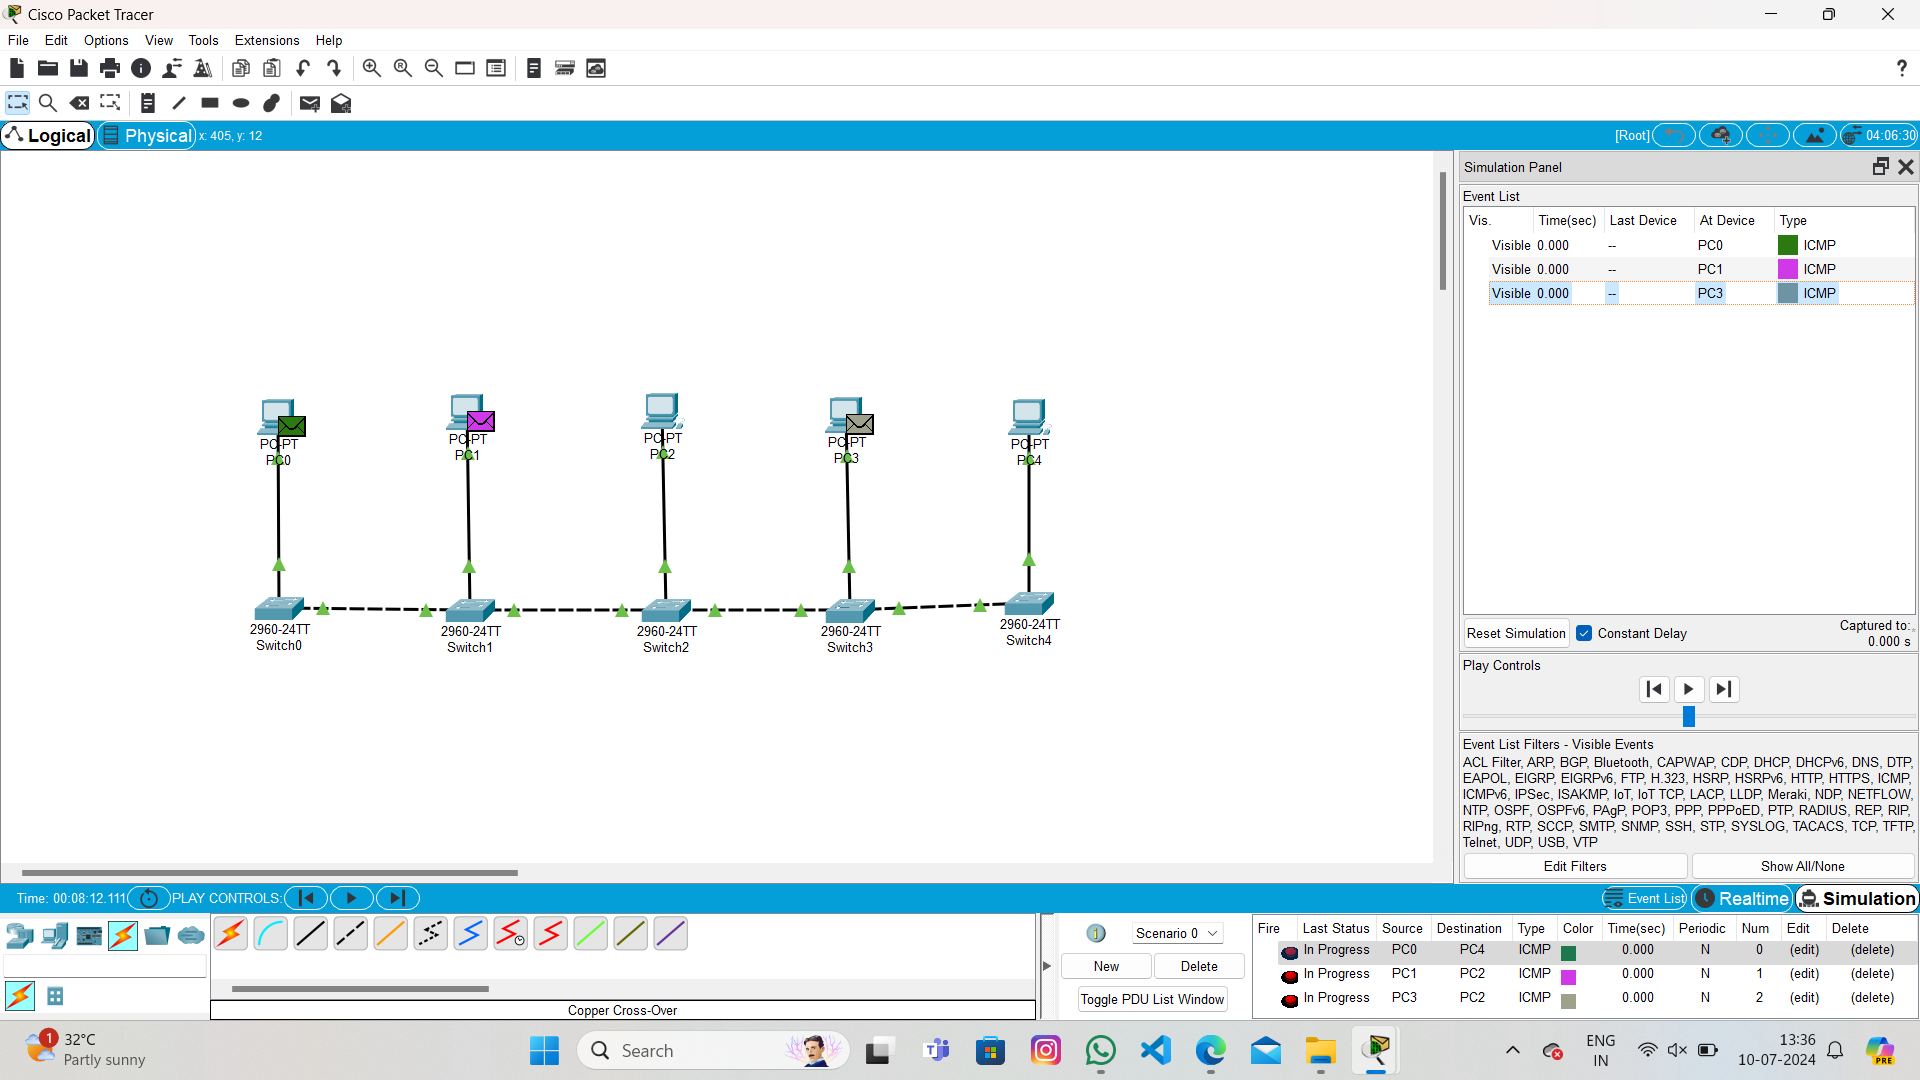 Cisco Packet Tracer
File Edit Options View Tools Extensions Help
Logical Physical x: 405, y: 12 [Root] 04:06:30
Simulation Panel
Event List
Vis. Time(sec) Last Device At Device Type
Visible 0.000 -- PC0 ICMP
Visible 0.000 -- PC1 ICMP
Visible 0.000 -- PC3 ICMP
PC-PT PC-PT PC-PT PC-PT PC-PT
PC0 PC1 PC2 PC3 PC4
2960-24TT 2960-24TT 2960-24TT 2960-24TT 2960-24TT
Switch0 Switch1 Switch2 Switch3 Switch4
Reset Simulation Constant Delay Captured to:
0.000 s
Play Controls
Event List Filters - Visible Events
ACL Filter, ARP, BGP, Bluetooth, CAPWAP, CDP, DHCP, DHCPv6, DNS, DTP,
EAPOL, EIGRP, EIGRPv6, FTP, H.323, HSRP, HSRPv6, HTTP, HTTPS, ICMP,
ICMPv6, IPSec, ISAKMP, IoT, IoT TCP, LACP, LLDP, Meraki, NDP, NETFLOW,
NTP, OSPF, OSPFv6, PAgP, POP3, PPP, PPPoED, PTP, RADIUS, REP, RIP,
RIPng, RTP, SCCP, SMTP, SNMP, SSH, STP, SYSLOG, TACACS, TCP, TFTP,
Telnet, UDP, USB, VTP
Edit Filters Show All/None
Time: 00:08:12.111 PLAY CONTROLS: Event List Realtime Simulation
Scenario 0
New Delete
Toggle PDU List Window
Fire Last Status Source Destination Type Color Time(sec) Periodic Num Edit Delete
In Progress PC0 PC4 ICMP 0.000 N 0 (edit) (delete)
In Progress PC1 PC2 ICMP 0.000 N 1 (edit) (delete)
In Progress PC3 PC2 ICMP 0.000 N 2 (edit) (delete)
Copper Cross-Over
1
32°C
Partly sunny
Search
ENG
IN
13:36
10-07-2024
PRE